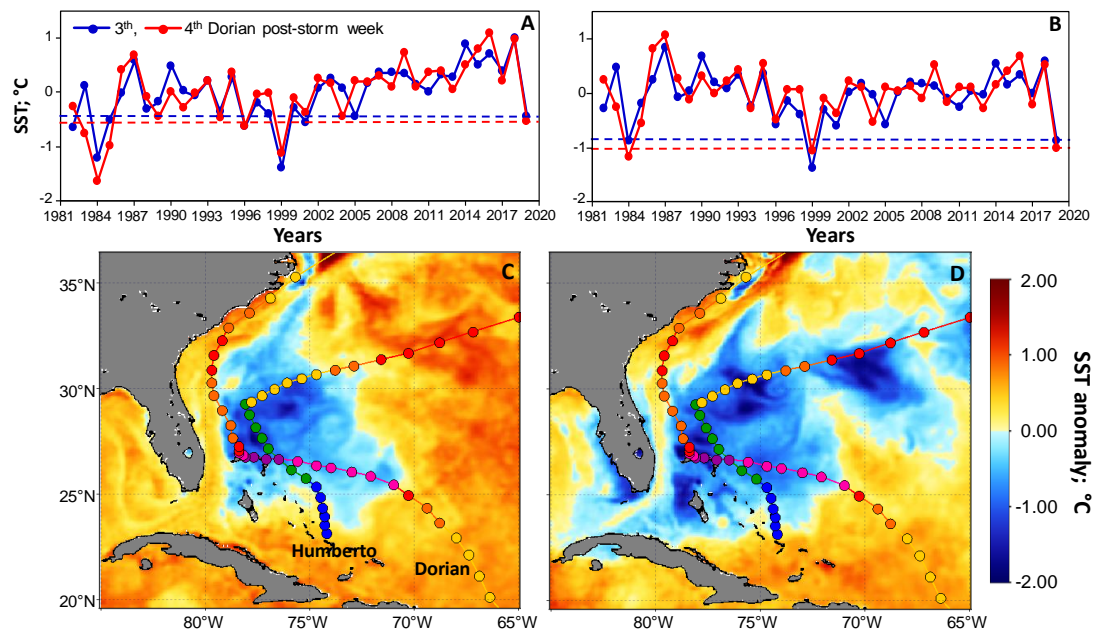 3th, 4th Dorian post-storm week A
B
SST; °C
1
0
-1
-2
1981 1984 1987 1990 1993 1996 1999 2002 2005 2008 2011 2014 2017 2020
Years
1
0
-1
-2
1981 1984 1987 1990 1993 1996 1999 2002 2005 2008 2011 2014 2017 2020
Years
C
D
35°N
30°N
25°N
20°N
Humberto
Dorian
80°W 75°W 70°W 65°W
80°W 75°W 70°W 65°W
2.00
1.00
0.00
-1.00
-2.00
SST anomaly; °C